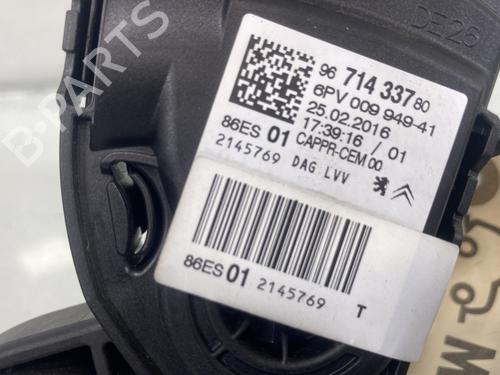 DE26
B-PARTS
96 714 337 80
6PV 009 949-41
25.02.2016
17:39:16 / 01
86ES 01 CAPPR-CEM 00
2145769 DAG LVV
86ES 01 2145769 T